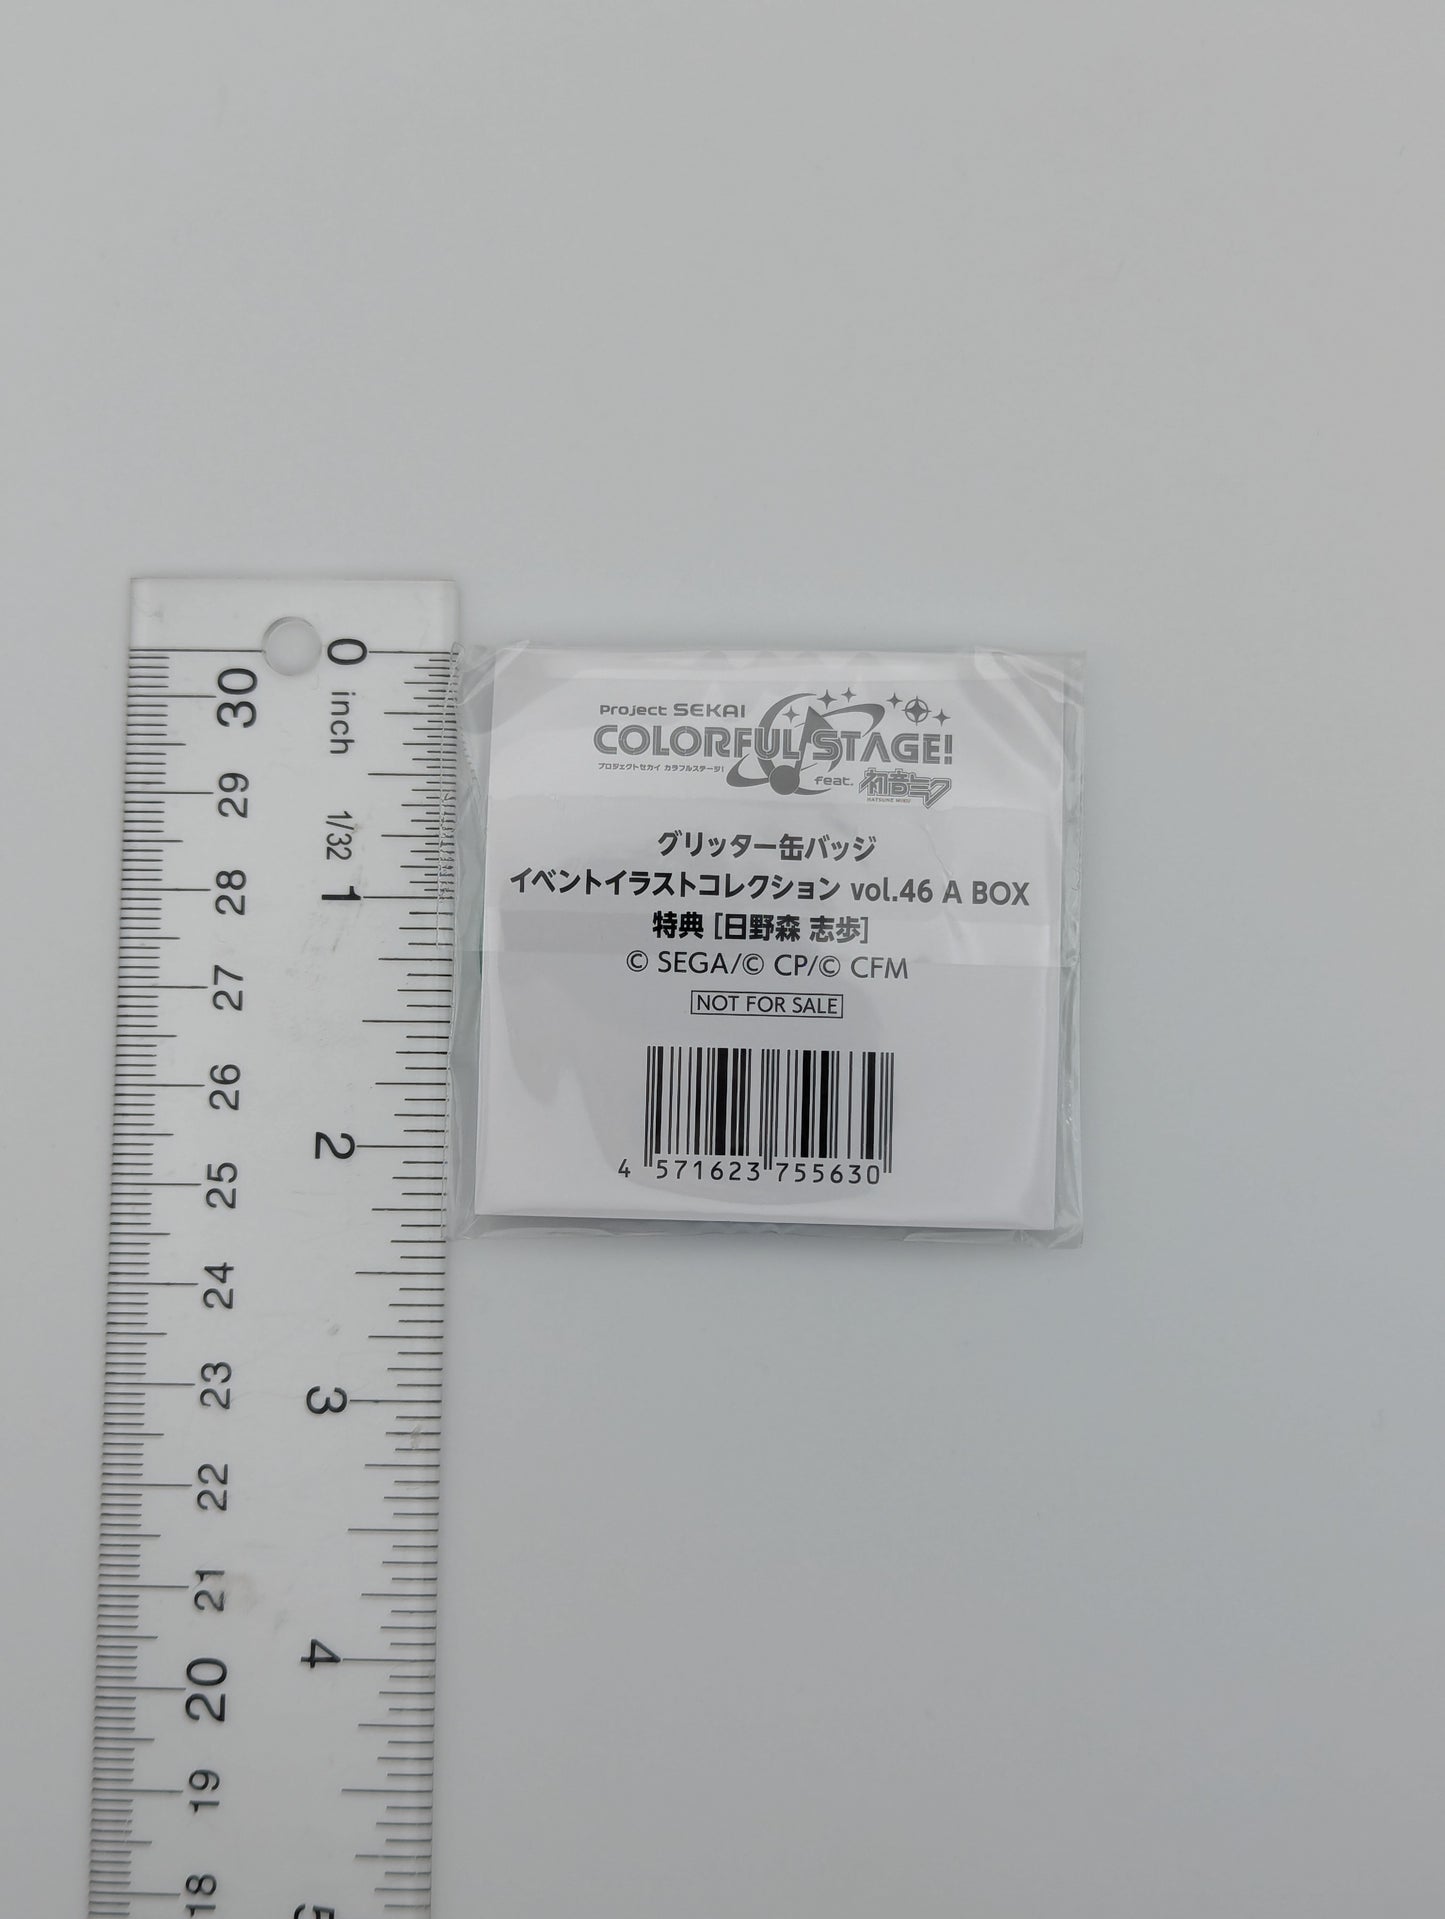 Project SEKAI
COLORFUL STAGE!
プロジェクトセカイ カラフルステージ!
feat. 初音ミク
HATSUNE MIKU
グリッター缶バッジ
イベントイラストコレクション vol.46 A BOX
特典 [日野森 志歩]
© SEGA/© CP/© CFM
NOT FOR SALE
4 571623 755630
0
inch
1/32
1
2
3
4
5
30
29
28
27
26
25
24
23
22
21
20
19
18